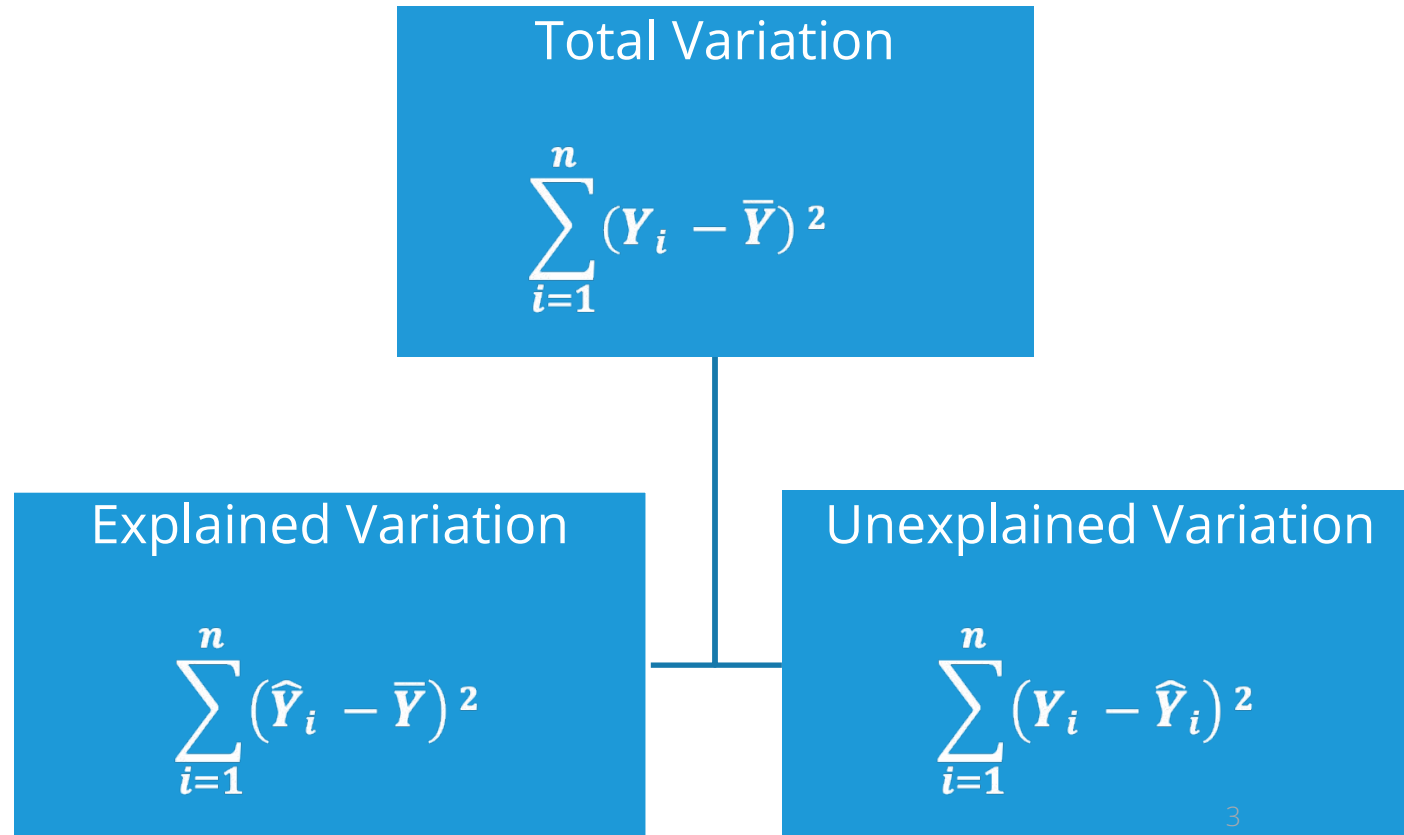 Total Variation
n
∑(Y_i − Y̅)²
i=1
Explained Variation
n
∑(Ŷ_i − Y̅)²
i=1
Unexplained Variation
n
∑(Y_i − Ŷ_i)²
i=1
3